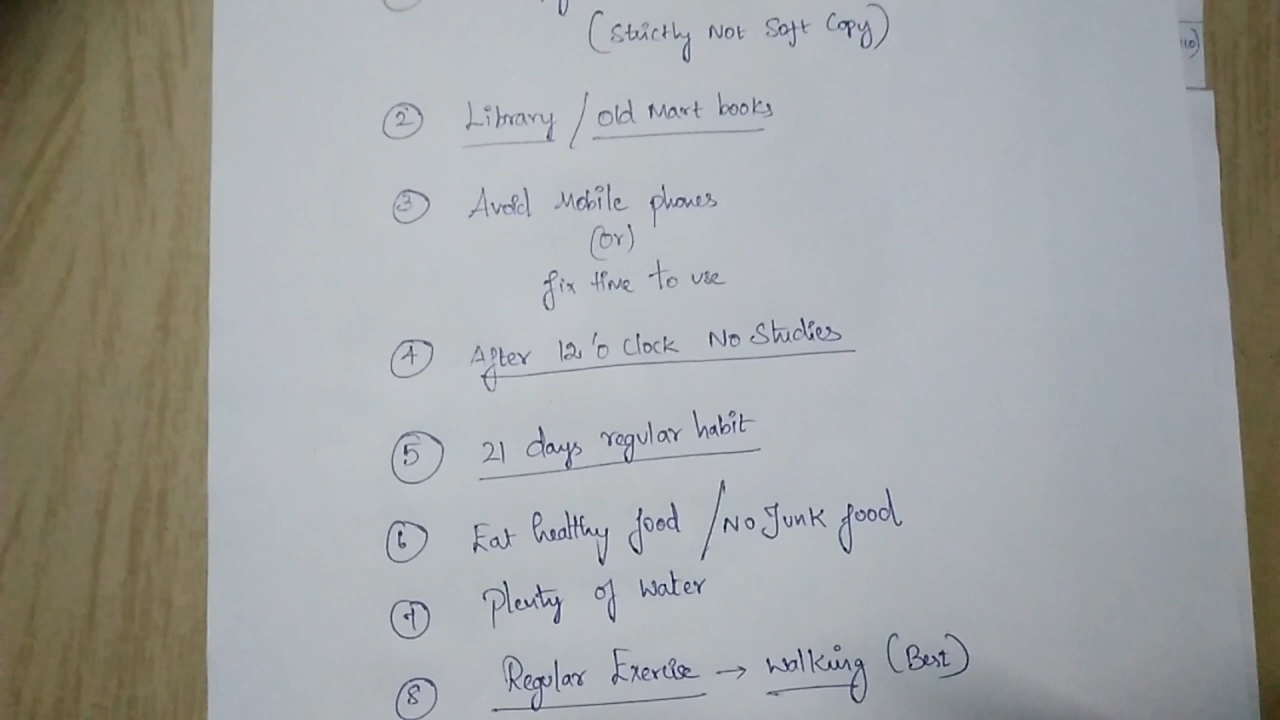 (Strictly Not Soft Copy)
② Library / old Mart books
③ Avoid Mobile phones
(or)
fix time to use
④ After 12 'o Clock No Studies
⑤ 21 days regular habit
⑥ Eat healthy food / No Junk food
⑦ Plenty of water
⑧ Regular Exercise → walking (Best)